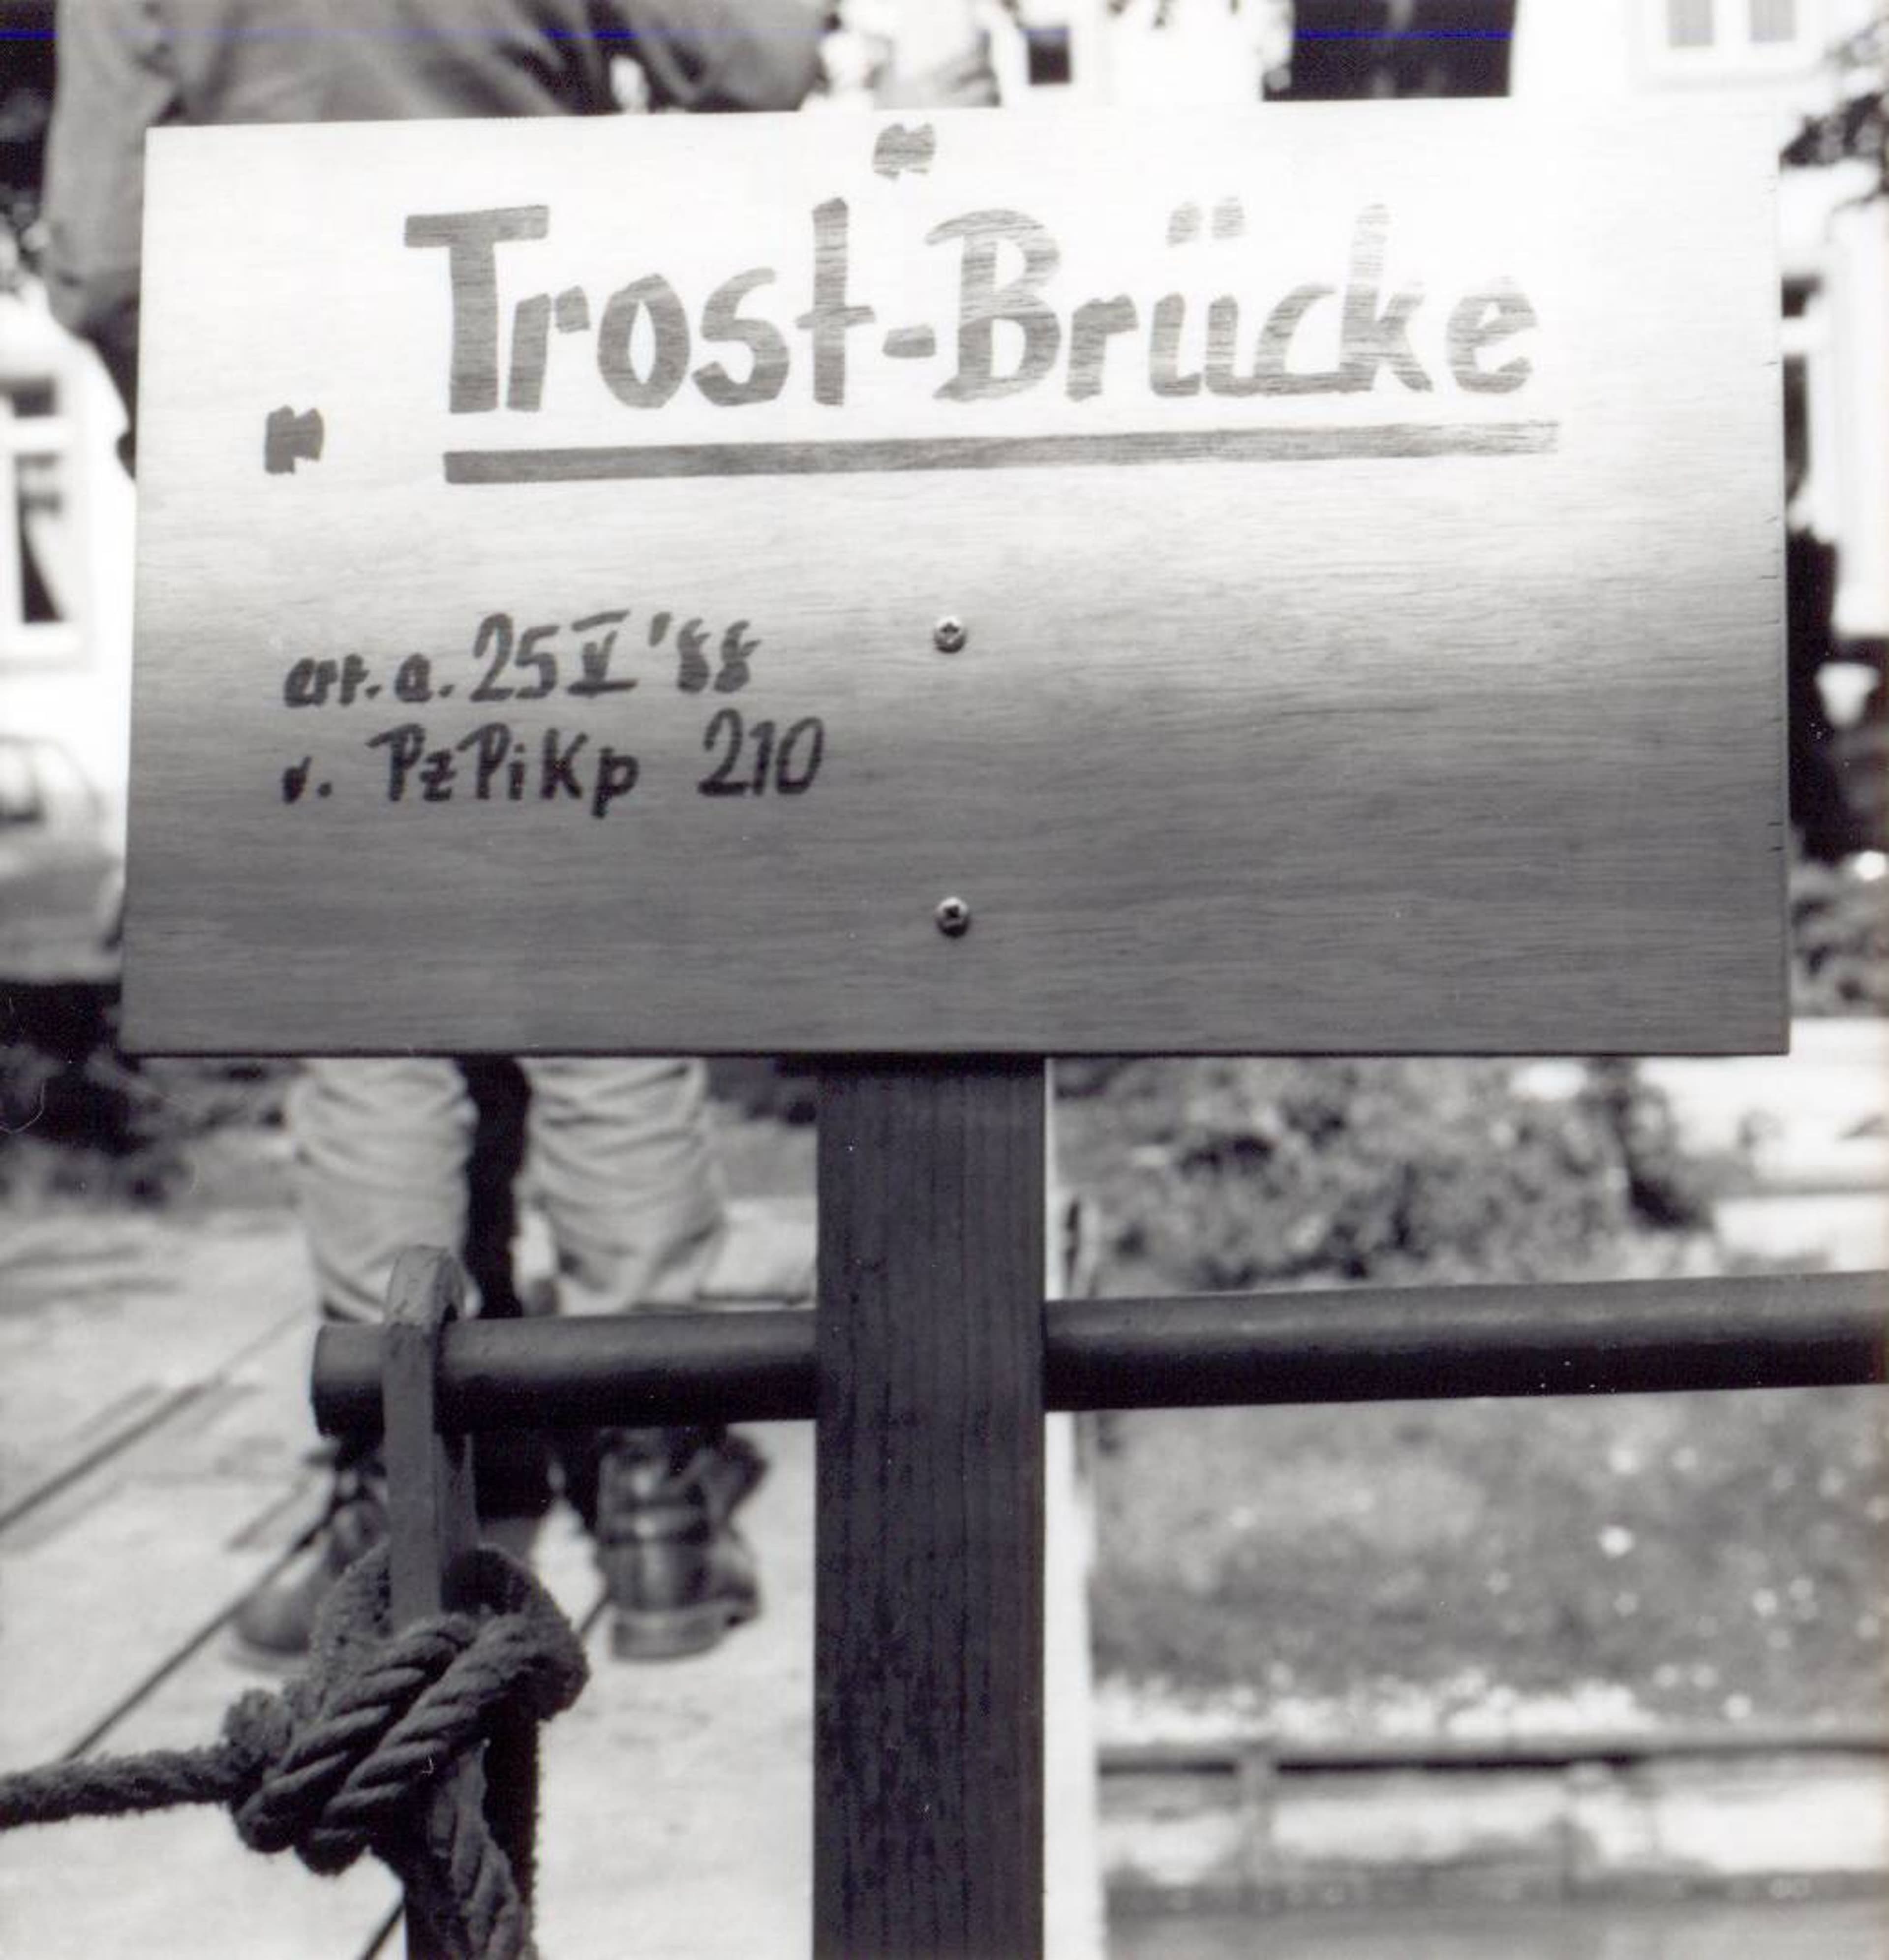 "Trost-Brücke"
err. a. 25 V '88
v. PzPiKp 210